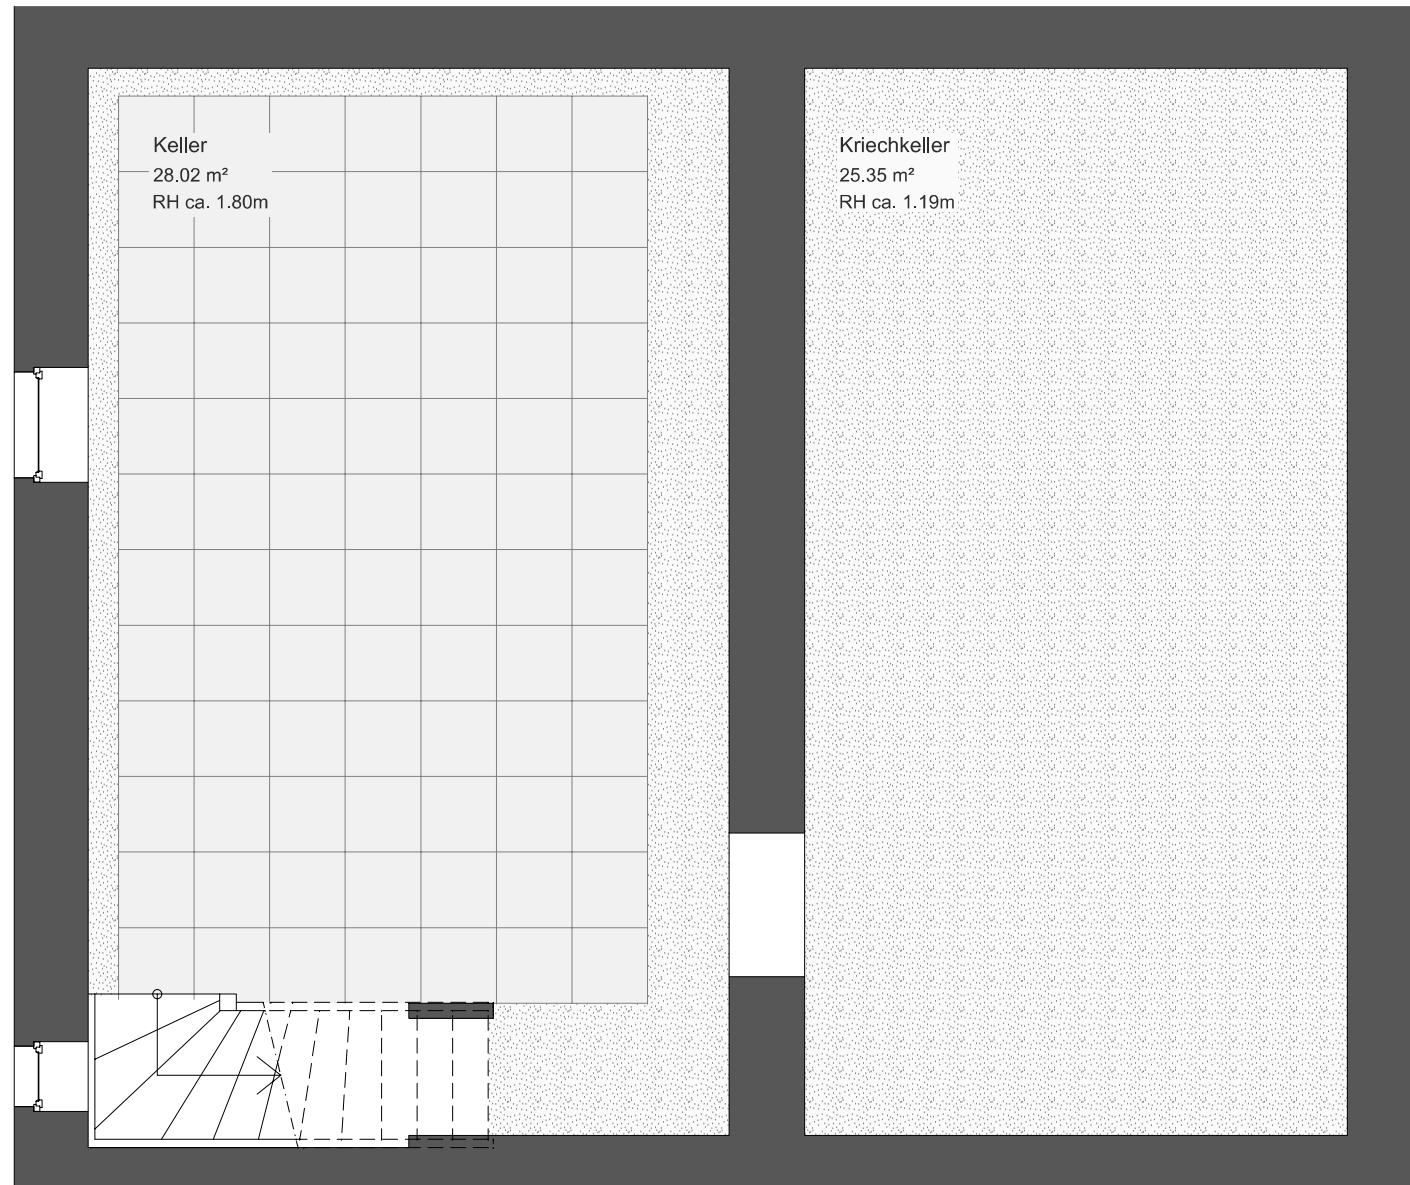 Keller
28.02 m²
RH ca. 1.80m
Kriechkeller
25.35 m²
RH ca. 1.19m